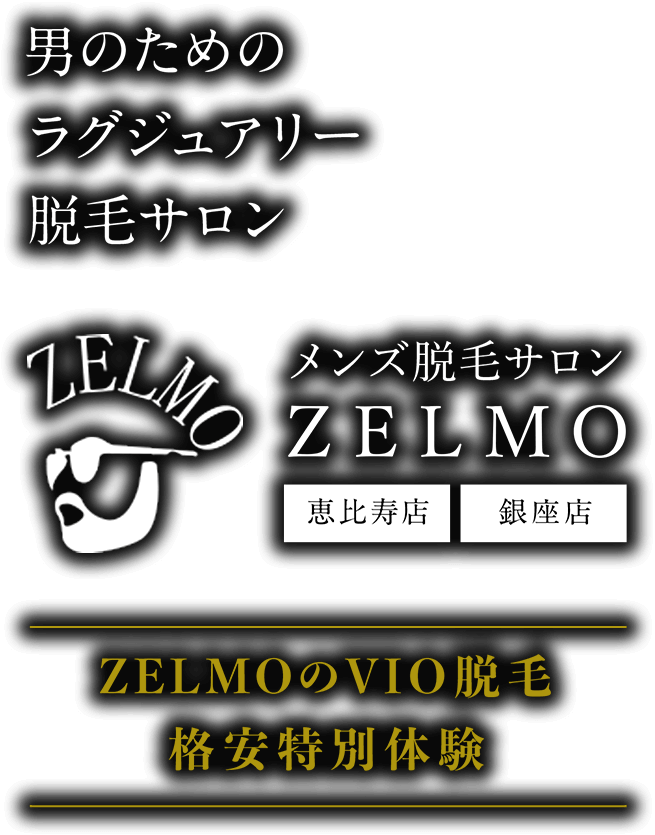 男のための
ラグジュアリー
脱毛サロン
ZELMO
メンズ脱毛サロン
ZELMO
恵比寿店
銀座店
ZELMOのVIO脱毛
格安特別体験